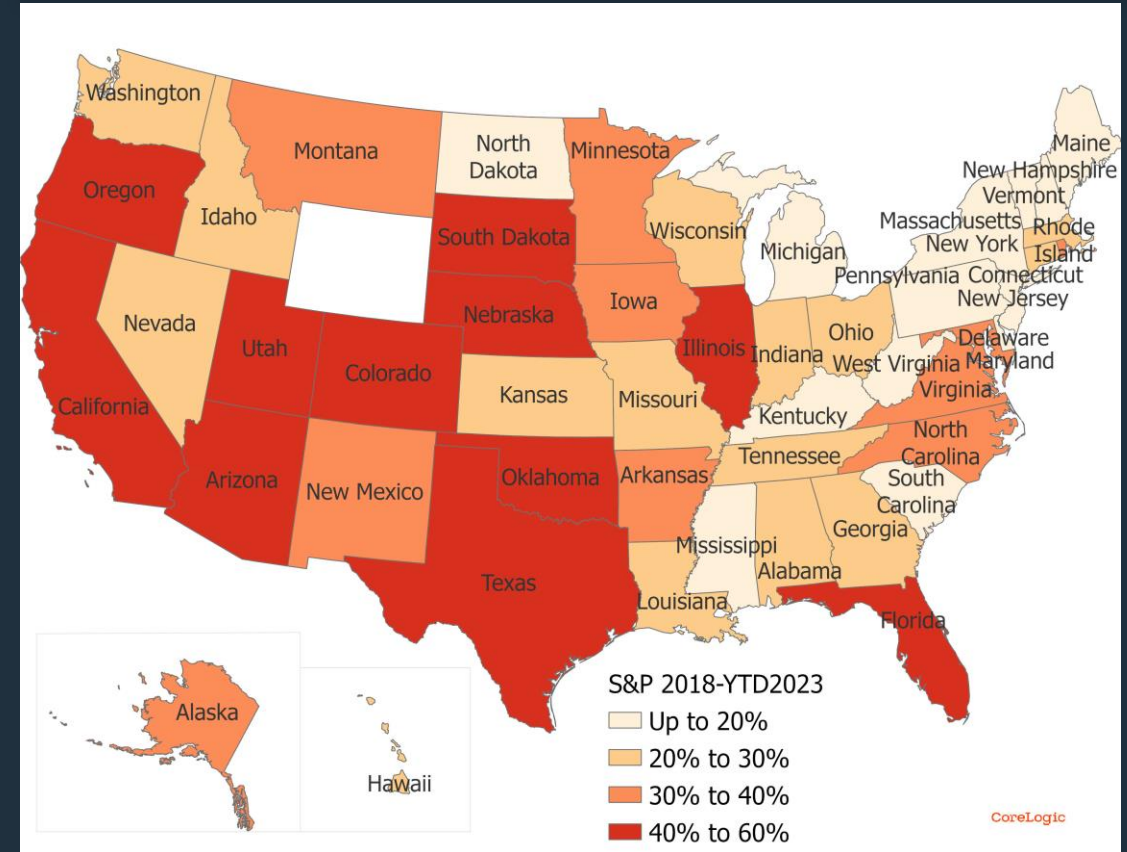 Washington
Montana
North
Dakota
Minnesota
Maine
New Hampshire
Vermont
Oregon
Idaho
South Dakota
Wisconsin
Michigan
Massachusetts
Rhode
Island
New York
Pennsylvania
Connecticut
New Jersey
Nevada
Utah
Colorado
Nebraska
Iowa
Illinois
Indiana
Ohio
Delaware
West Virginia
Maryland
Virginia
California
Kansas
Missouri
Kentucky
North
Carolina
Tennessee
Arizona
New Mexico
Oklahoma
Arkansas
South
Carolina
Georgia
Mississippi
Alabama
Texas
Louisiana
Florida
Alaska
Hawaii
S&P 2018-YTD2023
Up to 20%
20% to 30%
30% to 40%
40% to 60%
CoreLogic